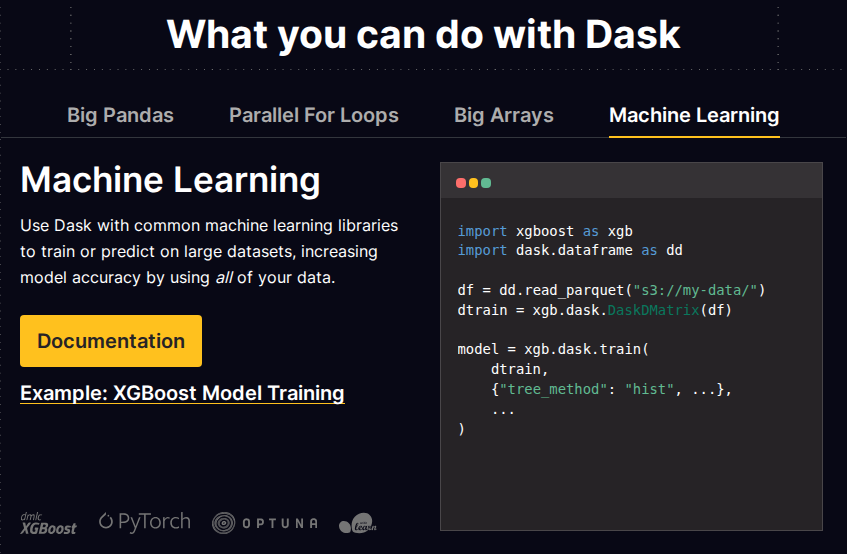 What you can do with Dask
Big Pandas Parallel For Loops Big Arrays Machine Learning
Machine Learning
Use Dask with common machine learning libraries
to train or predict on large datasets, increasing
model accuracy by using all of your data.
Documentation
Example: XGBoost Model Training
dmlc
XGBoost
PyTorch
OPTUNA
learn
import xgboost as xgb
import dask.dataframe as dd
df = dd.read_parquet("s3://my-data/")
dtrain = xgb.dask.DaskDMatrix(df)
model = xgb.dask.train(
    dtrain,
    {"tree_method": "hist", ...},
    ...
)